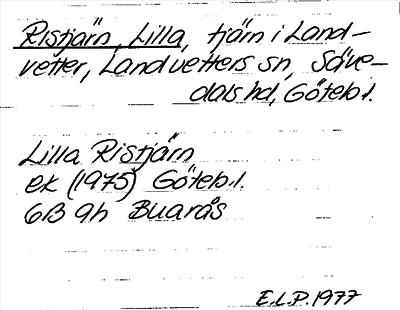 Ristjärn, Lilla, tjärn i Land-
vetter, Landvetters sn, Säve-
dals hd, Göteb.l.
Lilla Ristjärn
ek (1975) Göteb.l.
6B 9h Buarås
E.L.P. 1977